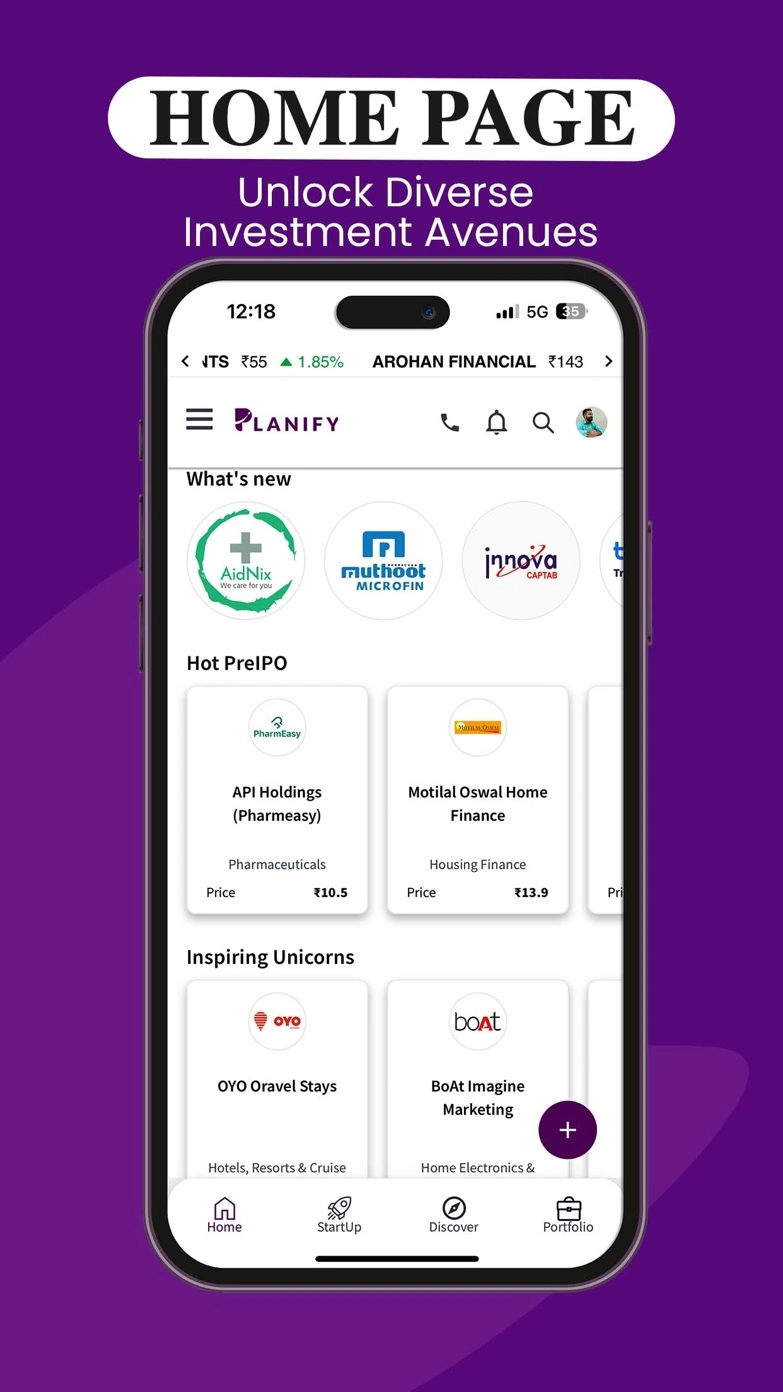 HOME PAGE
Unlock Diverse
Investment Avenues
12:18 5G 35
NTS ₹55 1.85% AROHAN FINANCIAL ₹143
PLANIFY
What's new
AidNix
We care for you
muthoot
MICROFIN
innova
CAPTAB
Hot PreIPO
PharmEasy
MOTILAL OSWAL
API Holdings
(Pharmeasy)
Motilal Oswal Home
Finance
Pharmaceuticals
Housing Finance
Price ₹10.5
Price ₹13.9
Pri
Inspiring Unicorns
OYO
boAt
OYO Oravel Stays
BoAt Imagine
Marketing
Hotels, Resorts & Cruise
Home Electronics &
Home
StartUp
Discover
Portfolio